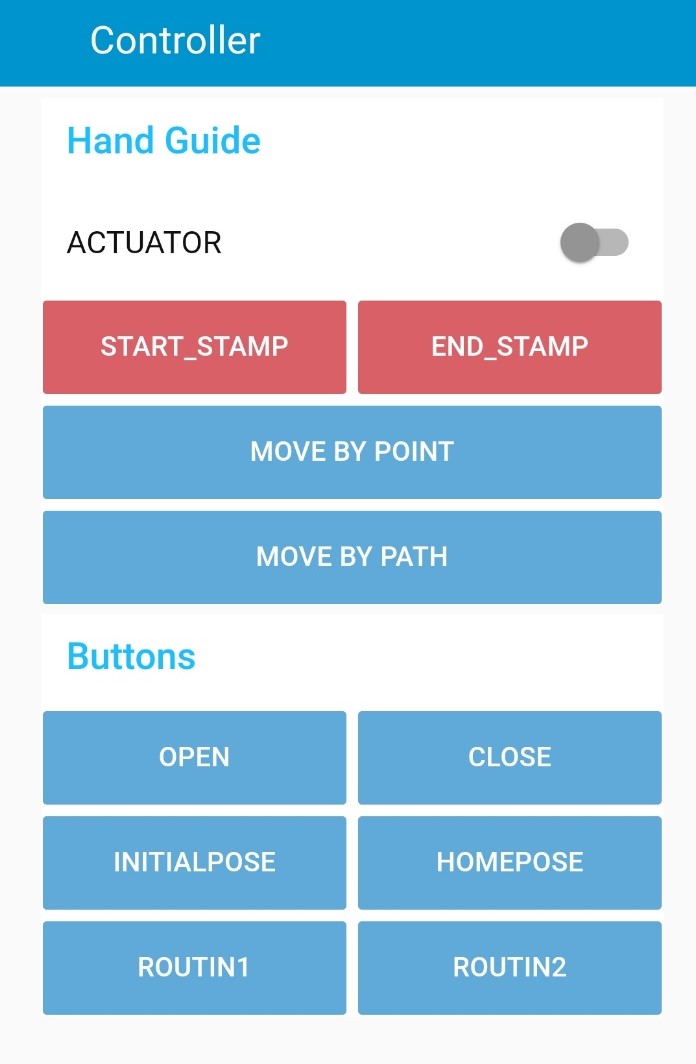 Controller
Hand Guide
ACTUATOR
START_STAMP
END_STAMP
MOVE BY POINT
MOVE BY PATH
Buttons
OPEN
CLOSE
INITIALPOSE
HOMEPOSE
ROUTIN1
ROUTIN2